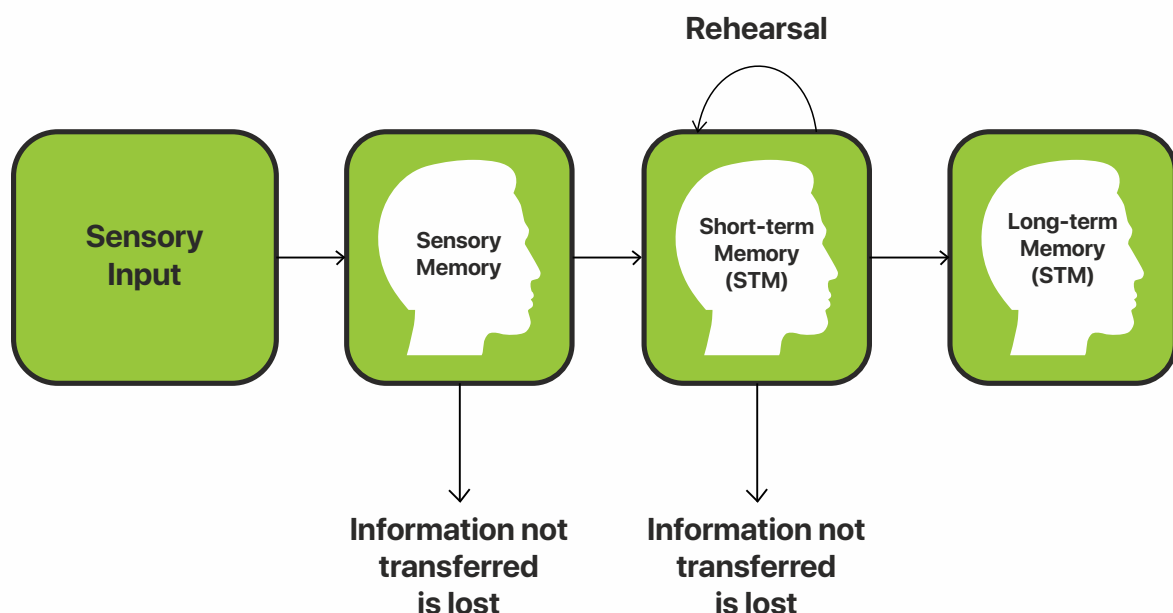 Rehearsal
Sensory
Input
Sensory
Memory
Short-term
Memory
(STM)
Long-term
Memory
(STM)
Information not
transferred
is lost
Information not
transferred
is lost